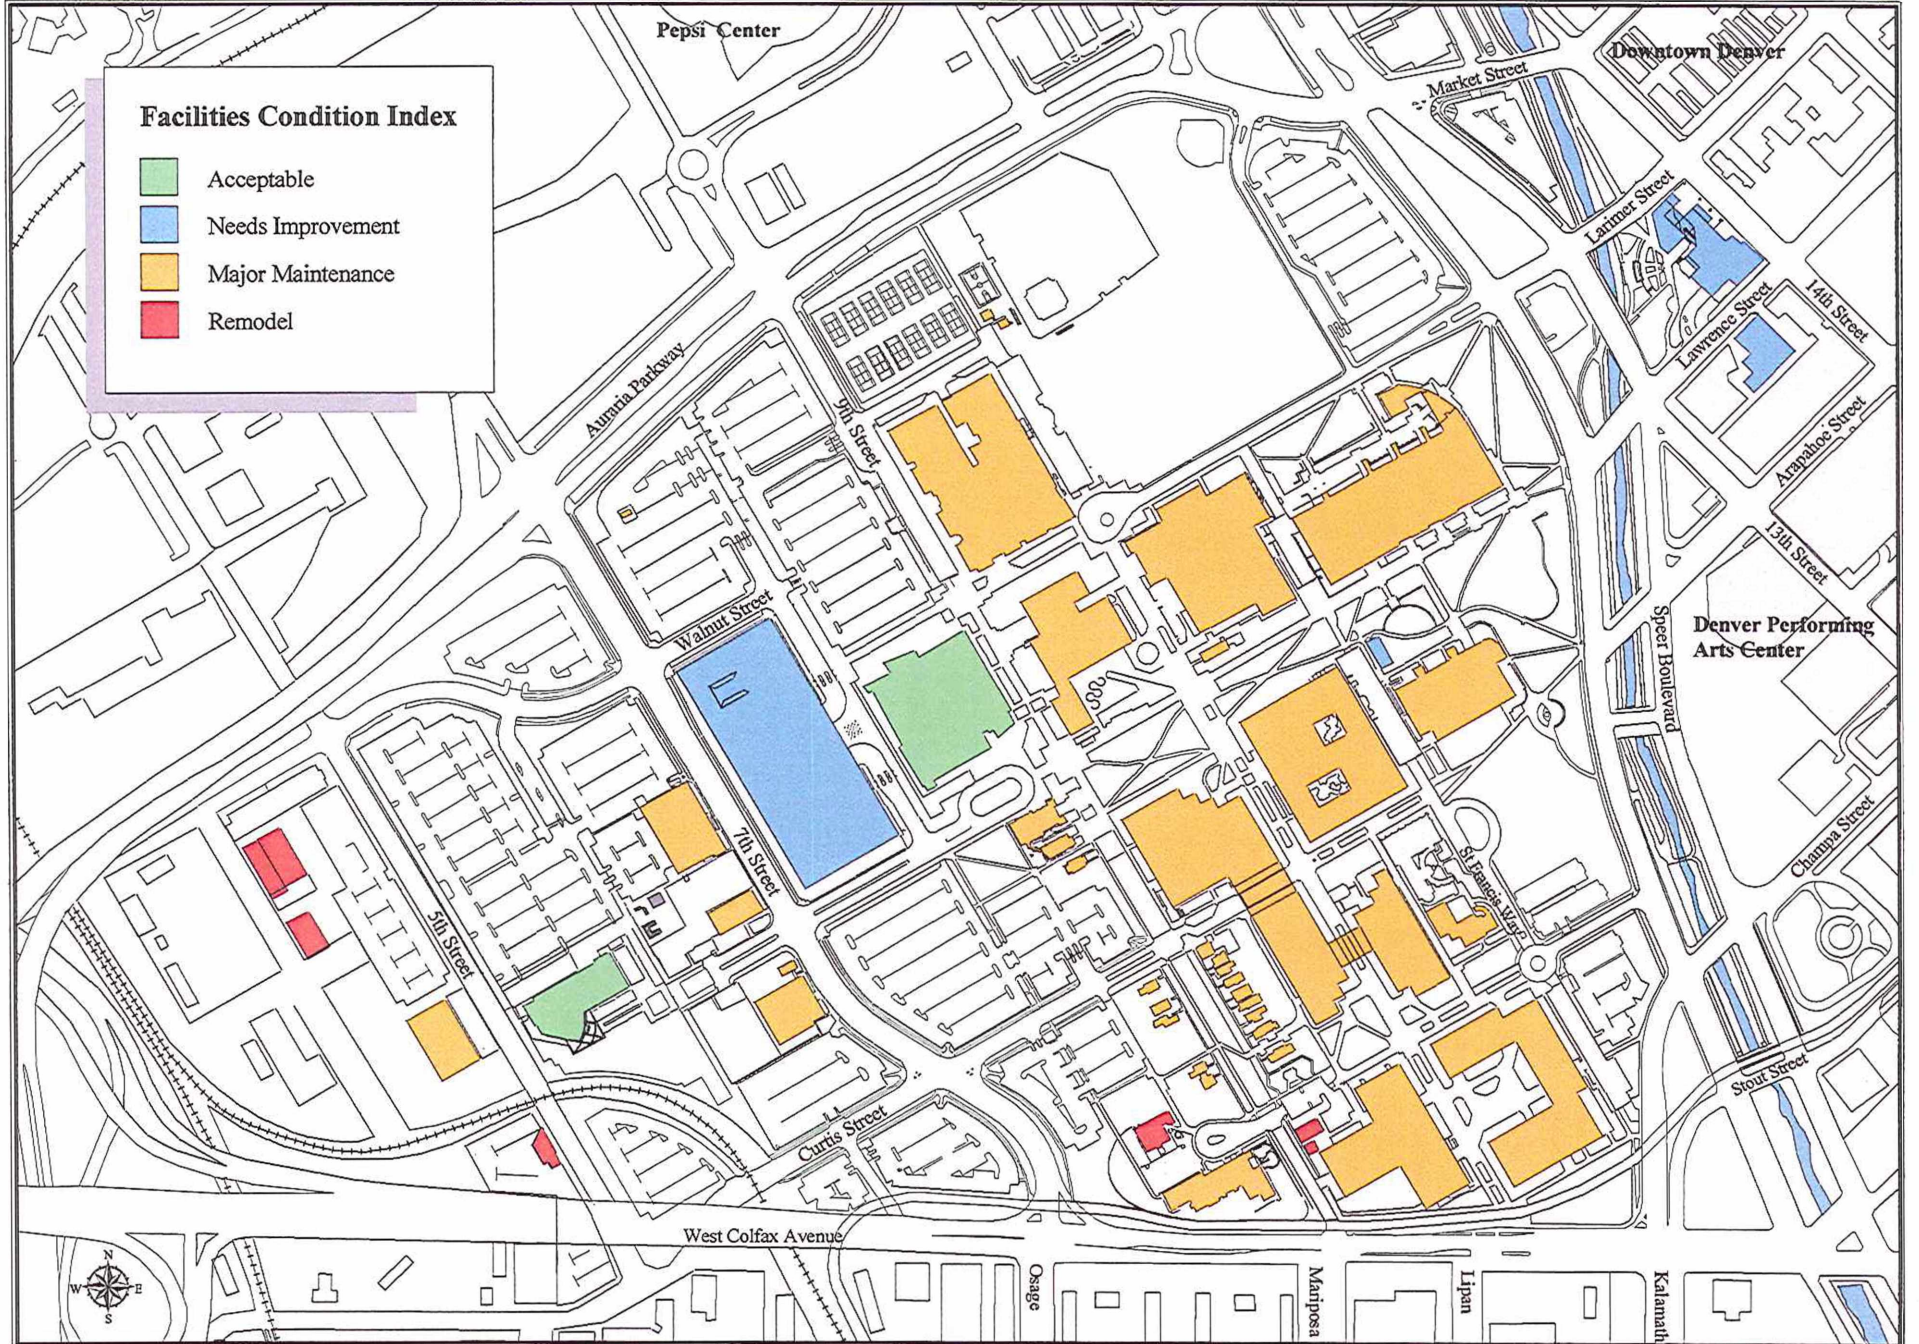 Pepsi Center
Downtown Denver
Market Street
Facilities Condition Index
Acceptable
Needs Improvement
Major Maintenance
Remodel
Larimer Street
14th Street
Lawrence Street
Auraria Parkway
9th Street
Arapahoe Street
13th Street
Walnut Street
Speer Boulevard
Denver Performing
Arts Center
7th Street
Champa Street
St Francis Way
5th Street
Stout Street
Curtis Street
West Colfax Avenue
N
W E
S
Osage
Mariposa
Lipan
Kalamath